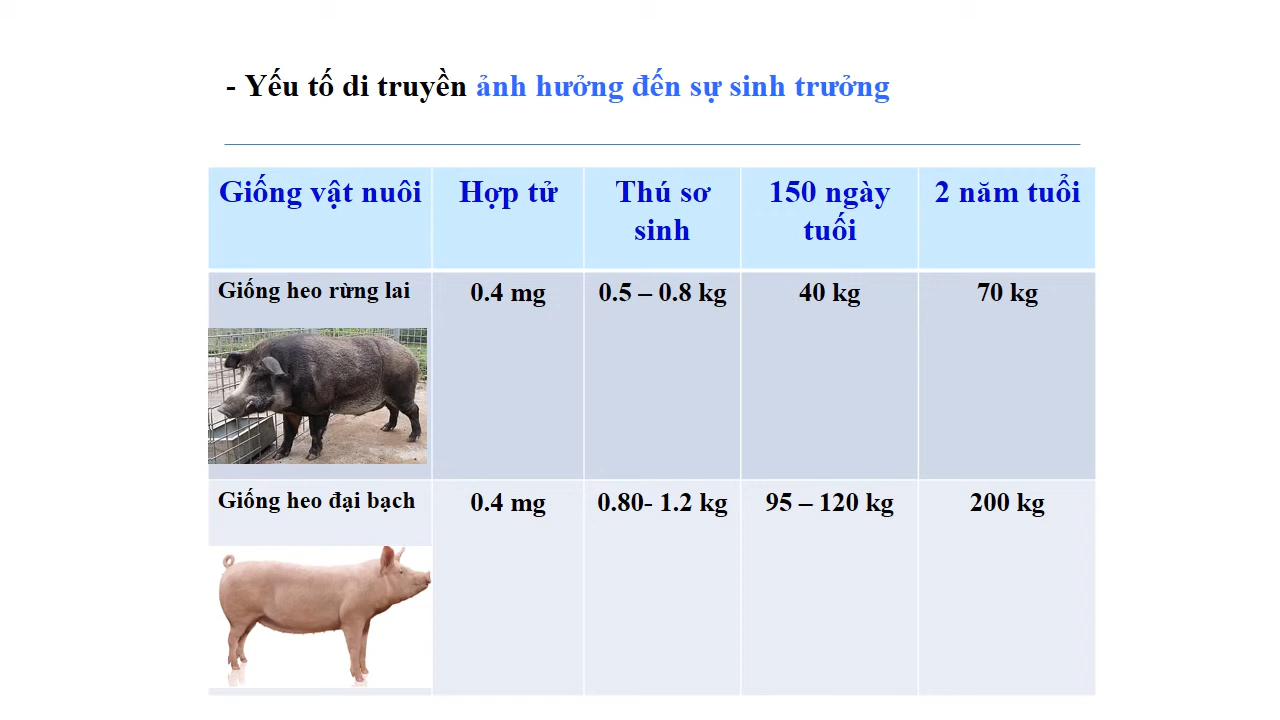 - Yếu tố di truyền ảnh hưởng đến sự sinh trưởng
Giống vật nuôi
Hợp tử
Thú sơ
sinh
150 ngày
tuối
2 năm tuổi
Giống heo rừng lai
0.4 mg
0.5 – 0.8 kg
40 kg
70 kg
Giống heo đại bạch
0.4 mg
0.80- 1.2 kg
95 – 120 kg
200 kg